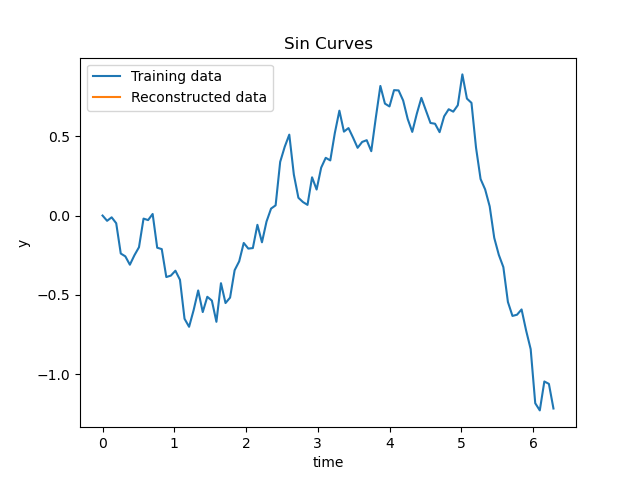 Sin Curves
Training data
Reconstructed data
0.5
0.0
−0.5
−1.0
y
0 1 2 3 4 5 6
time